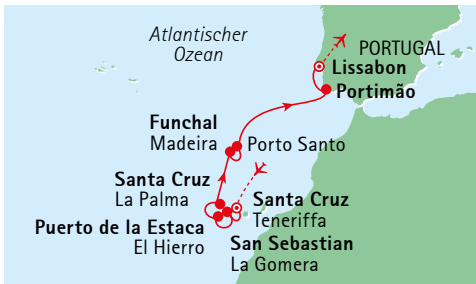 Atlantischer
Ozean
PORTUGAL
Lissabon
Portimão
Funchal
Madeira
Porto Santo
Santa Cruz
La Palma
Santa Cruz
Teneriffa
Puerto de la Estaca
El Hierro
San Sebastian
La Gomera